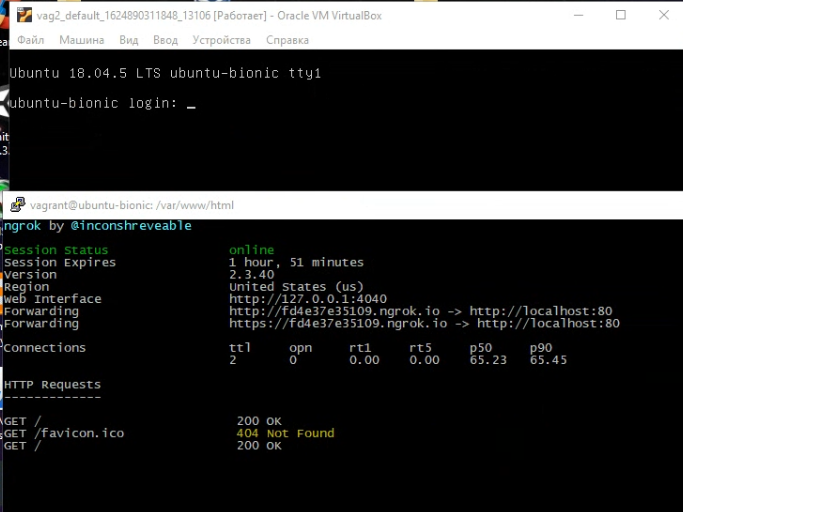 vag2_default_1624890311848_13106 [Работает] - Oracle VM VirtualBox
Файл Машина Вид Ввод Устройства Справка
Ubuntu 18.04.5 LTS ubuntu-bionic tty1
ubuntu-bionic login: _
vagrant@ubuntu-bionic: /var/www/html
ngrok by @inconshreveable
Session Status online
Session Expires 1 hour, 51 minutes
Version 2.3.40
Region United States (us)
Web Interface http://127.0.0.1:4040
Forwarding http://fd4e37e35109.ngrok.io -> http://localhost:80
Forwarding https://fd4e37e35109.ngrok.io -> http://localhost:80
Connections ttl opn rt1 rt5 p50 p90
2 0 0.00 0.00 65.23 65.45
HTTP Requests
-------------
GET / 200 OK
GET /favicon.ico 404 Not Found
GET / 200 OK